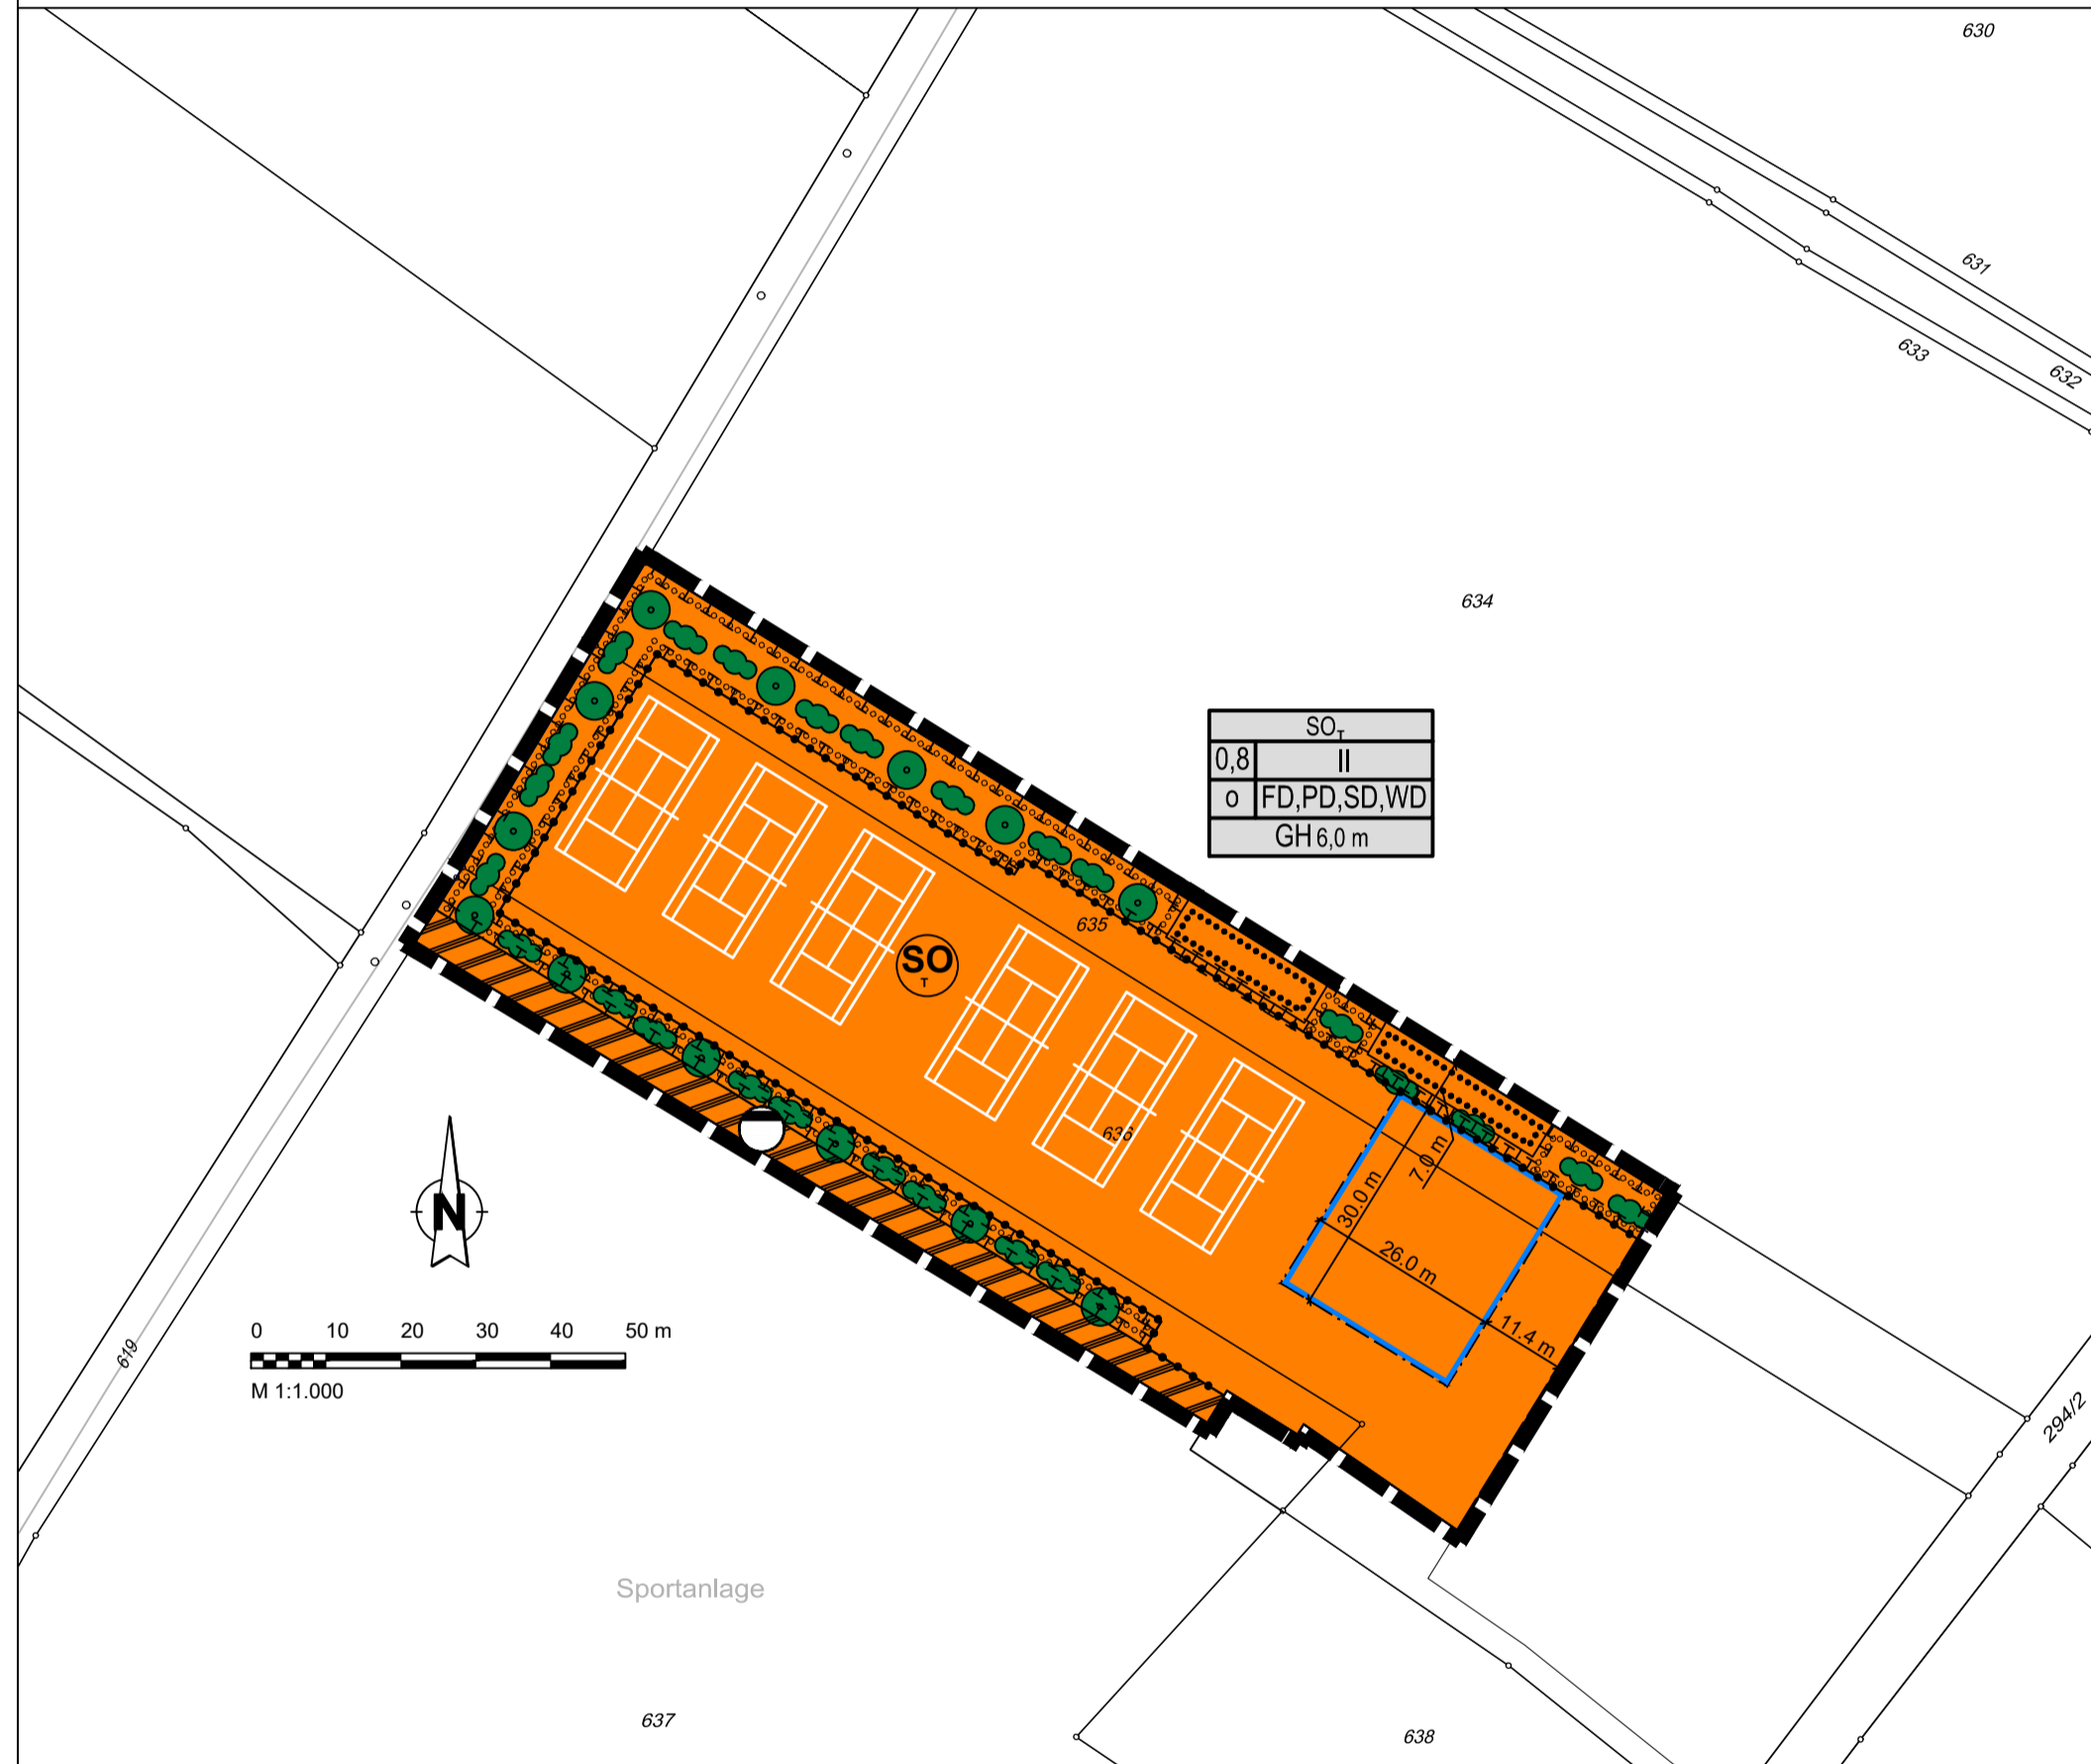 630
631
632
633
634
SO T
0,8 II
o FD,PD,SD,WD
GH 6,0 m
635
SO
T
636
7.0 m
30.0 m
26.0 m
11.4 m
N
0 10 20 30 40 50 m
M 1:1.000
619
294/2
Sportanlage
637
638